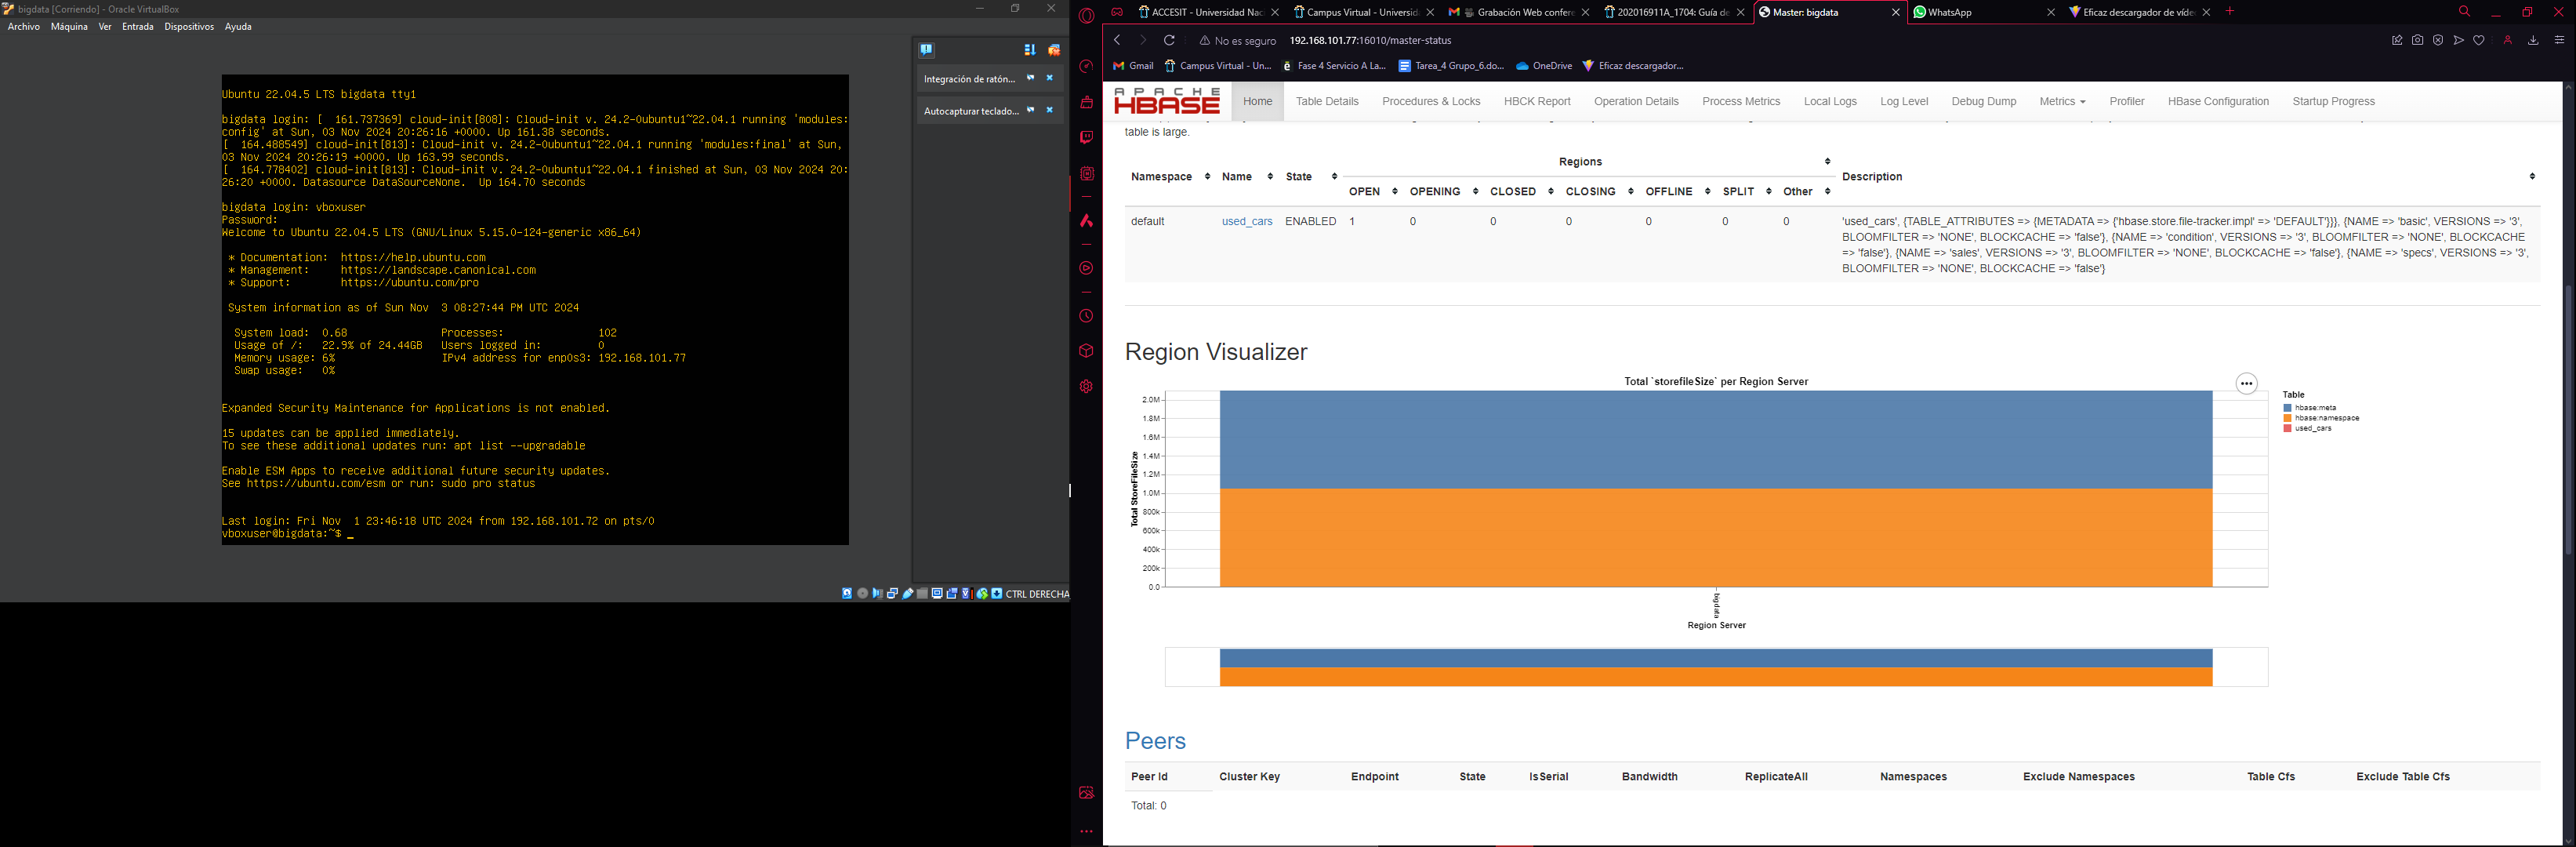 bigdata [Corriendo] - Oracle VirtualBox
Archivo Máquina Ver Entrada Dispositivos Ayuda
Ubuntu 22.04.5 LTS bigdata tty1
bigdata login: [  161.737369] cloud-init[808]: Cloud-init v. 24.2-0ubuntu1~22.04.1 running 'modules:
config' at Sun, 03 Nov 2024 20:26:16 +0000. Up 161.38 seconds.
[  164.488549] cloud-init[813]: Cloud-init v. 24.2-0ubuntu1~22.04.1 running 'modules:final' at Sun,
03 Nov 2024 20:26:19 +0000. Up 163.99 seconds.
[  164.778402] cloud-init[813]: Cloud-init v. 24.2-0ubuntu1~22.04.1 finished at Sun, 03 Nov 2024 20:
26:20 +0000. Datasource DataSourceNone.  Up 164.70 seconds
bigdata login: vboxuser
Password:
Welcome to Ubuntu 22.04.5 LTS (GNU/Linux 5.15.0-124-generic x86_64)
* Documentation:  https://help.ubuntu.com
* Management:     https://landscape.canonical.com
* Support:        https://ubuntu.com/pro
System information as of Sun Nov  3 08:27:44 PM UTC 2024
System load:  0.68 Processes: 102
Usage of /:   22.9% of 24.44GB Users logged in: 0
Memory usage: 6% IPv4 address for enp0s3: 192.168.101.77
Swap usage:   0%
Expanded Security Maintenance for Applications is not enabled.
15 updates can be applied immediately.
To see these additional updates run: apt list --upgradable
Enable ESM Apps to receive additional future security updates.
See https://ubuntu.com/esm or run: sudo pro status
Last login: Fri Nov  1 23:46:18 UTC 2024 from 192.168.101.72 on pts/0
vboxuser@bigdata:~$ _
Integración de ratón...
Autocapturar teclado...
CTRL DERECHA
ACCESIT - Universidad Nac
Campus Virtual - Universid
Grabación Web confere
202016911A_1704: Guía de
Master: bigdata
WhatsApp
Eficaz descargador de víde
No es seguro 192.168.101.77:16010/master-status
Gmail Campus Virtual - Un... Fase 4 Servicio A La... Tarea_4 Grupo_6.do... OneDrive Eficaz descargador...
APACHE
HBASE
Home Table Details Procedures & Locks HBCK Report Operation Details Process Metrics Local Logs Log Level Debug Dump Metrics Profiler HBase Configuration Startup Progress
table is large.
Regions
Namespace Name State Description
OPEN OPENING CLOSED CLOSING OFFLINE SPLIT Other
default used_cars ENABLED 1 0 0 0 0 0 0
'used_cars', {TABLE_ATTRIBUTES => {METADATA => {'hbase.store.file-tracker.impl' => 'DEFAULT'}}}, {NAME => 'basic', VERSIONS => '3',
BLOOMFILTER => 'NONE', BLOCKCACHE => 'false'}, {NAME => 'condition', VERSIONS => '3', BLOOMFILTER => 'NONE', BLOCKCACHE
=> 'false'}, {NAME => 'sales', VERSIONS => '3', BLOOMFILTER => 'NONE', BLOCKCACHE => 'false'}, {NAME => 'specs', VERSIONS => '3',
BLOOMFILTER => 'NONE', BLOCKCACHE => 'false'}
Region Visualizer
Total `storefileSize` per Region Server
Total StoreFileSize
2.0M
1.8M
1.6M
1.4M
1.2M
1.0M
800k
600k
400k
200k
0.0
bigdata
Region Server
Table
hbase:meta
hbase:namespace
used_cars
Peers
Peer Id Cluster Key Endpoint State IsSerial Bandwidth ReplicateAll Namespaces Exclude Namespaces Table Cfs Exclude Table Cfs
Total: 0